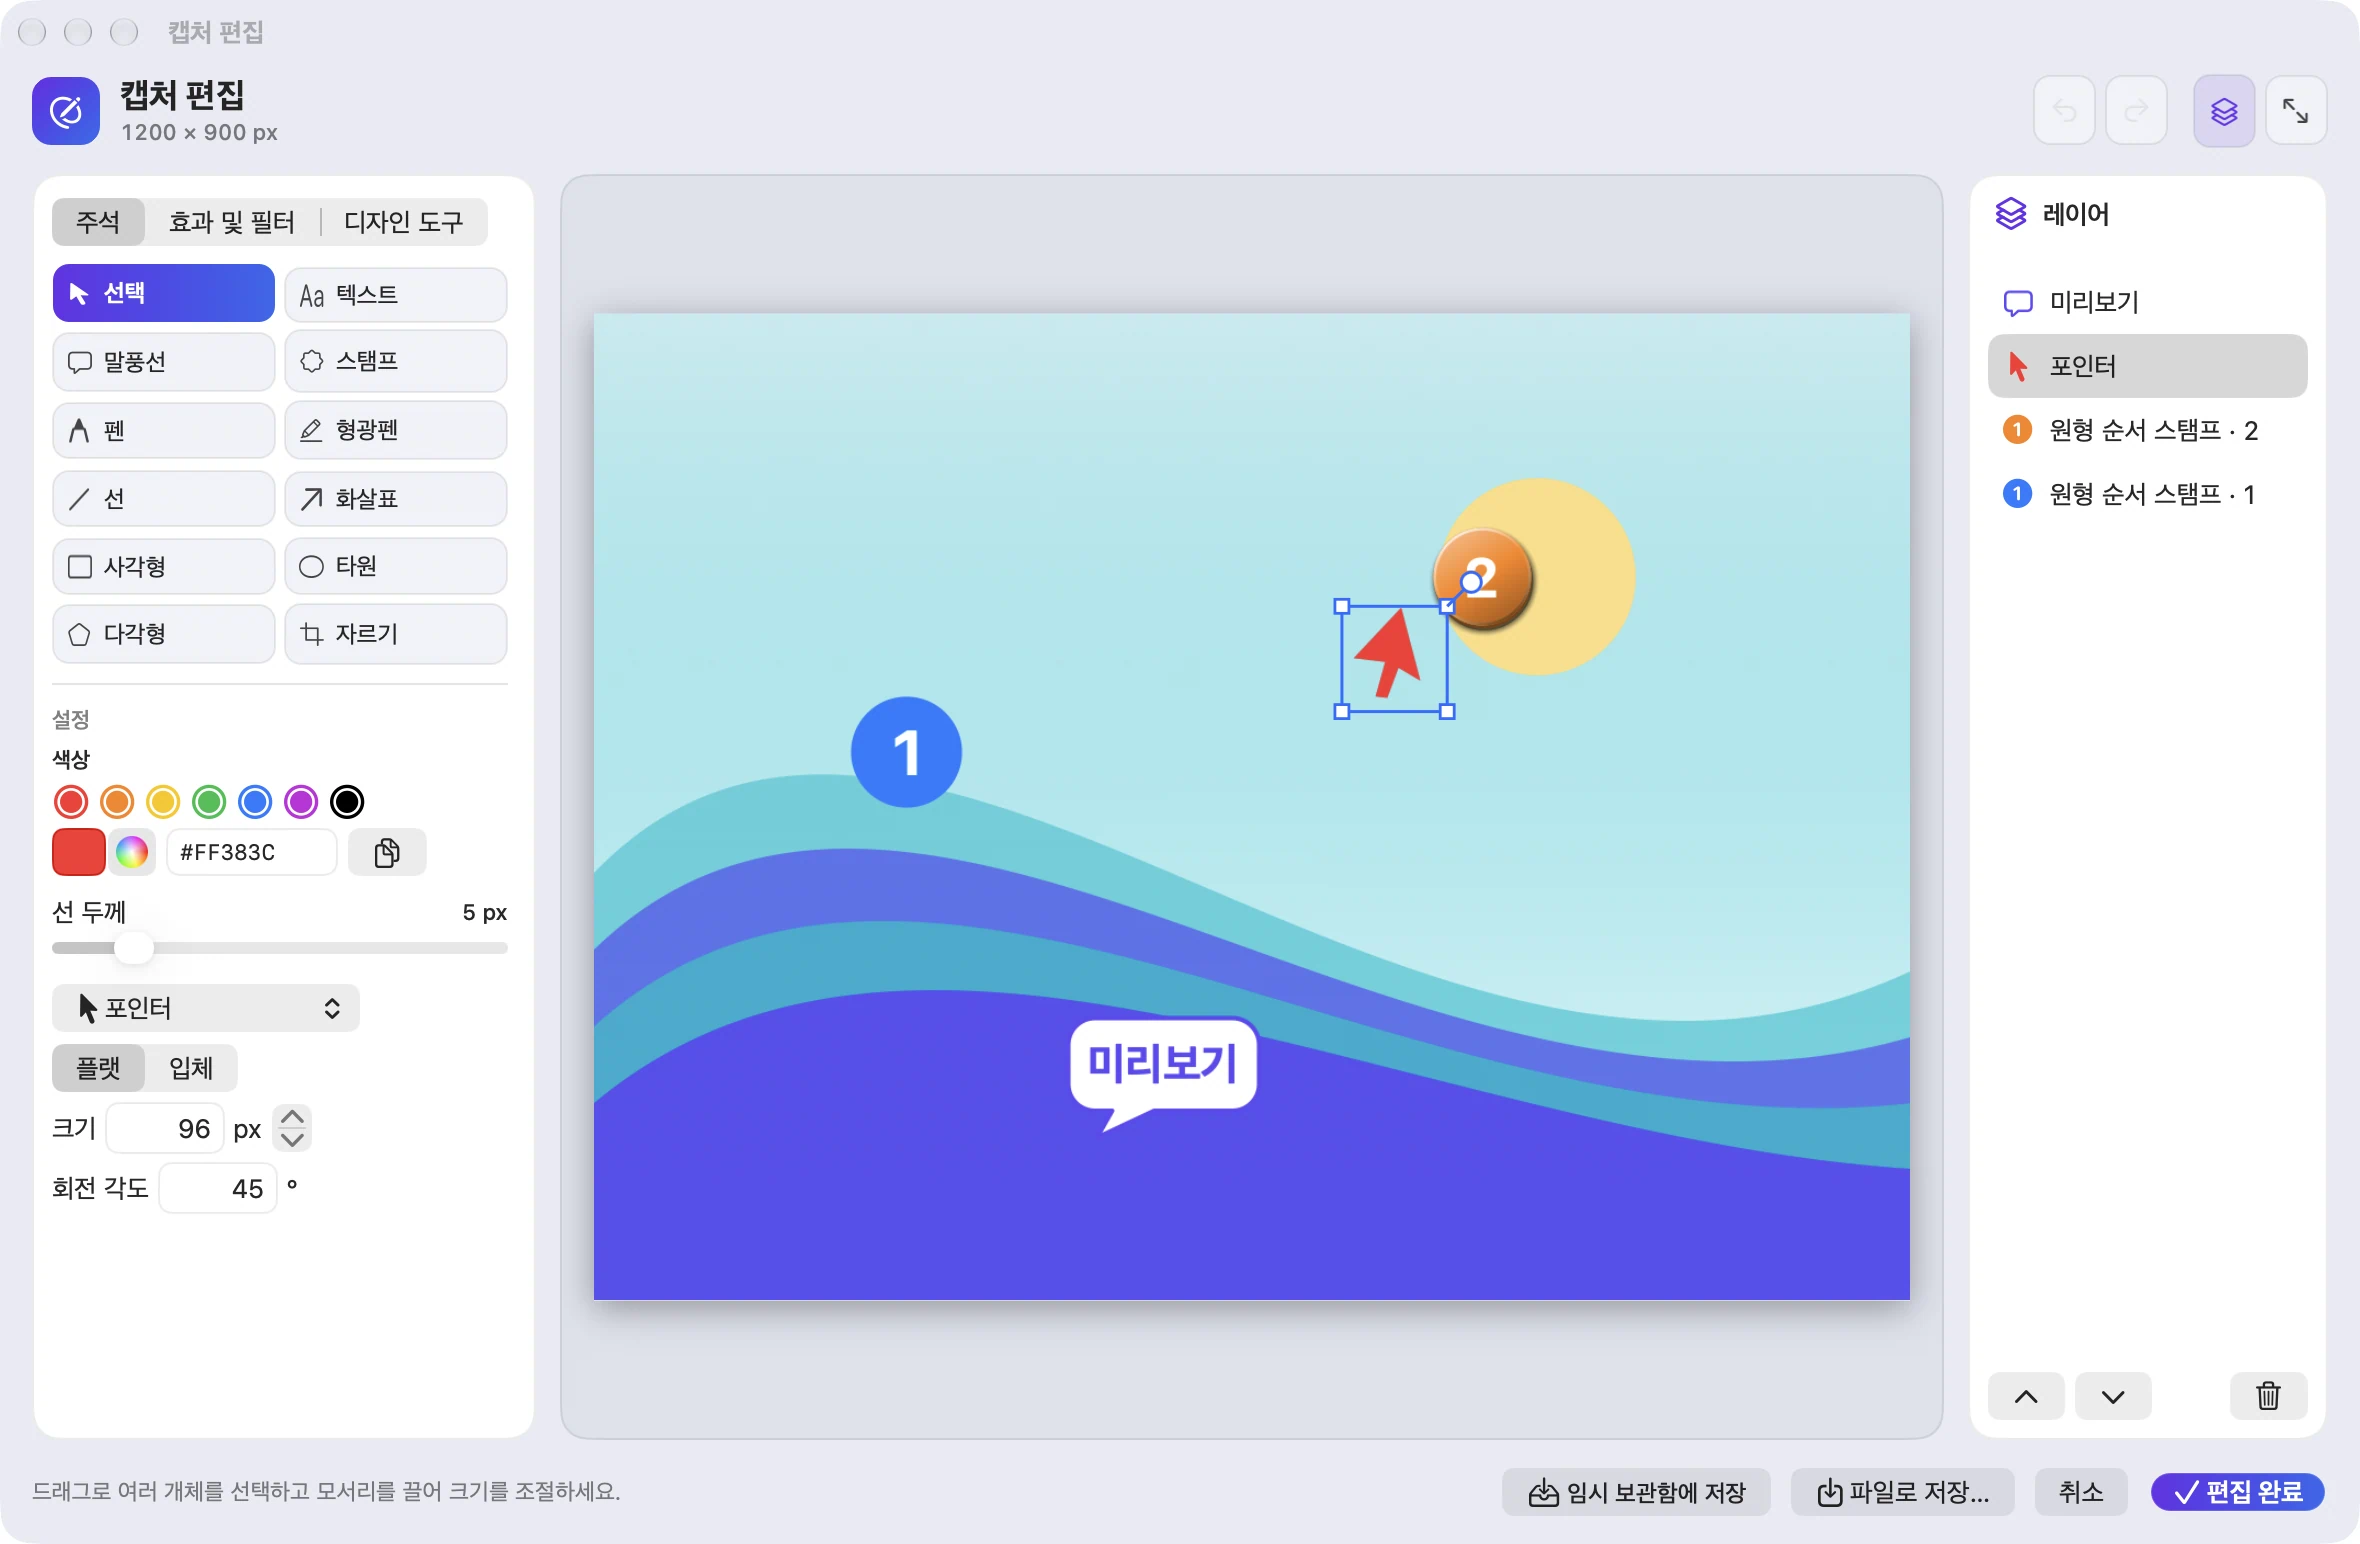 캡처 편집
캡처 편집
1200 × 900 px
주석
효과 및 필터
디자인 도구
선택
Aa 텍스트
말풍선
스탬프
펜
형광펜
선
화살표
사각형
타원
다각형
자르기
설정
색상
#FF383C
선 두께
5 px
포인터
플랫
입체
크기 96 px
회전 각도 45 °
2
1
미리보기
레이어
미리보기
포인터
1 원형 순서 스탬프 · 2
1 원형 순서 스탬프 · 1
드래그로 여러 개체를 선택하고 모서리를 끌어 크기를 조절하세요.
임시 보관함에 저장
파일로 저장...
취소
편집 완료